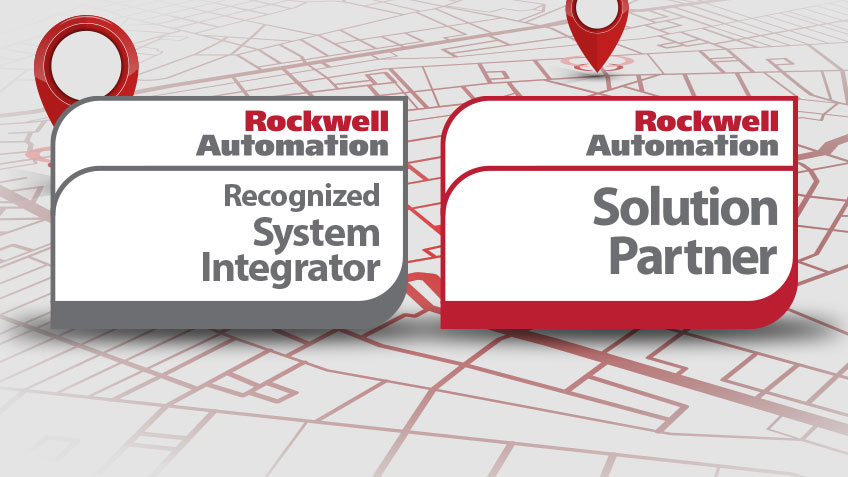 Rockwell
Automation
Recognized
System
Integrator
Rockwell
Automation
Solution
Partner